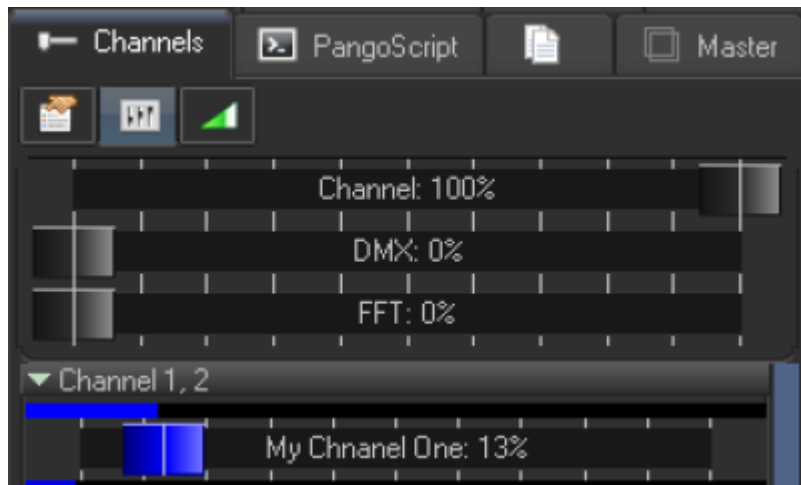 Channels PangoScript Master
Channel: 100%
DMX: 0%
FFT: 0%
Channel 1, 2
My Chnanel One: 13%